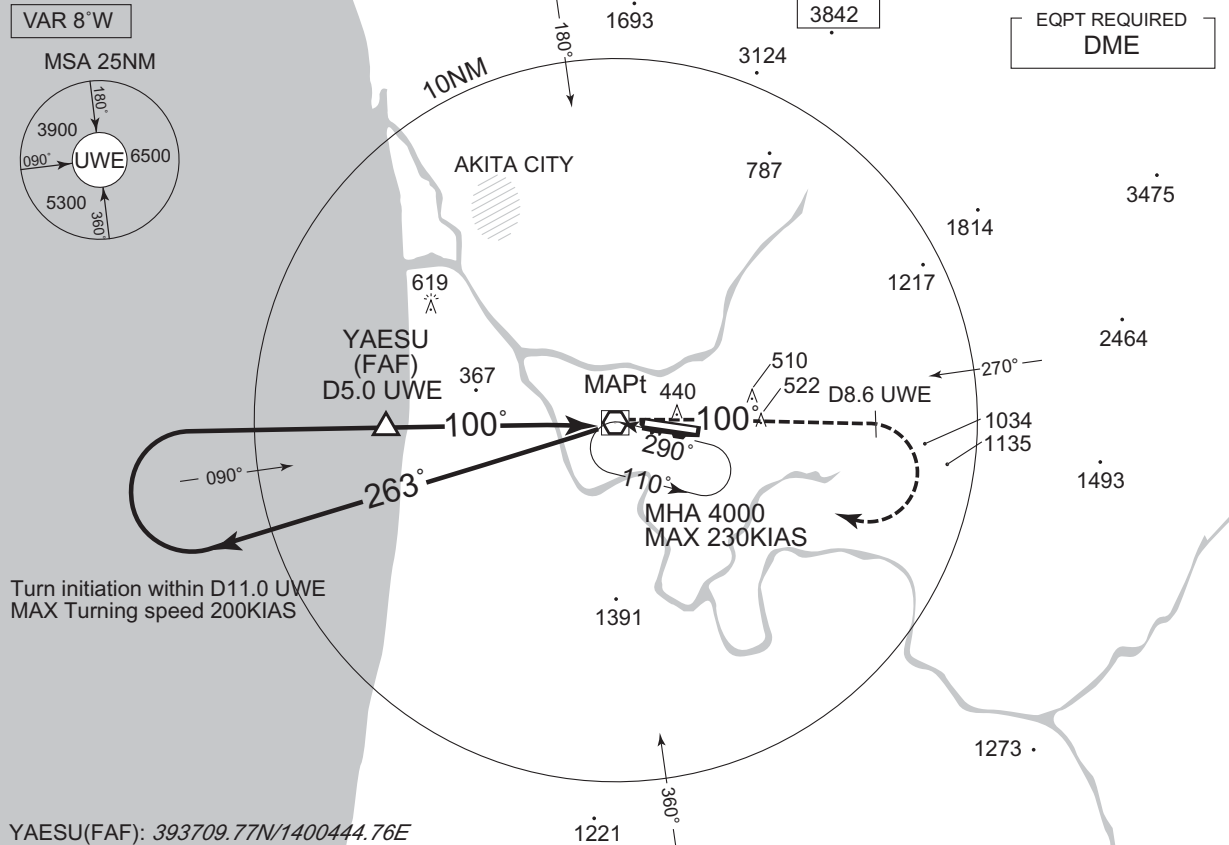 VAR 8°W
MSA 25NM
180°
3900
090°
UWE
6500
5300
360°
1693
180°
3842
EQPT REQUIRED
DME
3124
10NM
AKITA CITY
787
3475
1814
1217
619
2464
YAESU
(FAF)
D5.0 UWE
367
MAPt
440
510
522
D8.6 UWE
270°
100°
100°
1034
1135
290°
090°
263°
110°
1493
MHA 4000
MAX 230KIAS
Turn initiation within D11.0 UWE
MAX Turning speed 200KIAS
1391
1273
360°
YAESU(FAF): 393709.77N/1400444.76E
1221